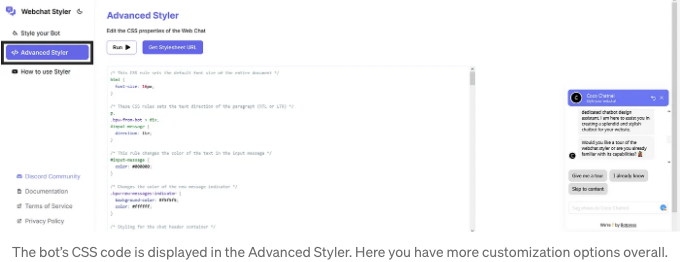 Webchat Styler
Style your Bot
</> Advanced Styler
How to use Styler
Discord Community
Documentation
Terms of Service
Privacy Policy
Advanced Styler
Edit the CSS properties of the Web Chat
Run
Get Stylesheet URL
/* This CSS rule sets the default text size of the entire document */
html {
font-size: 16px;
}
/* These CSS rules sets the text direction of the paragraph (RTL or LTR) */
p,
.bpw-from-bot > div,
#input-message {
direction: ltr;
}
/* This rule changes the color of the text in the input message */
#input-message {
color: #000000;
}
/* Changes the color of the new message indicator */
.bpw-new-messages-indicator {
background-color: #fbfbfb;
color: #ffffff;
}
/* Styling for the chat header container */
dedicated chatbot design
assistant. I am here to assist you in
creating a splendid and stylish
chatbot for your website.
Would you like a tour of the
webchat styler or are you already
familiar with its capabilities?
Give me a tour
I already know
Skip to content
We're by Botpress
The bot's CSS code is displayed in the Advanced Styler. Here you have more customization options overall.